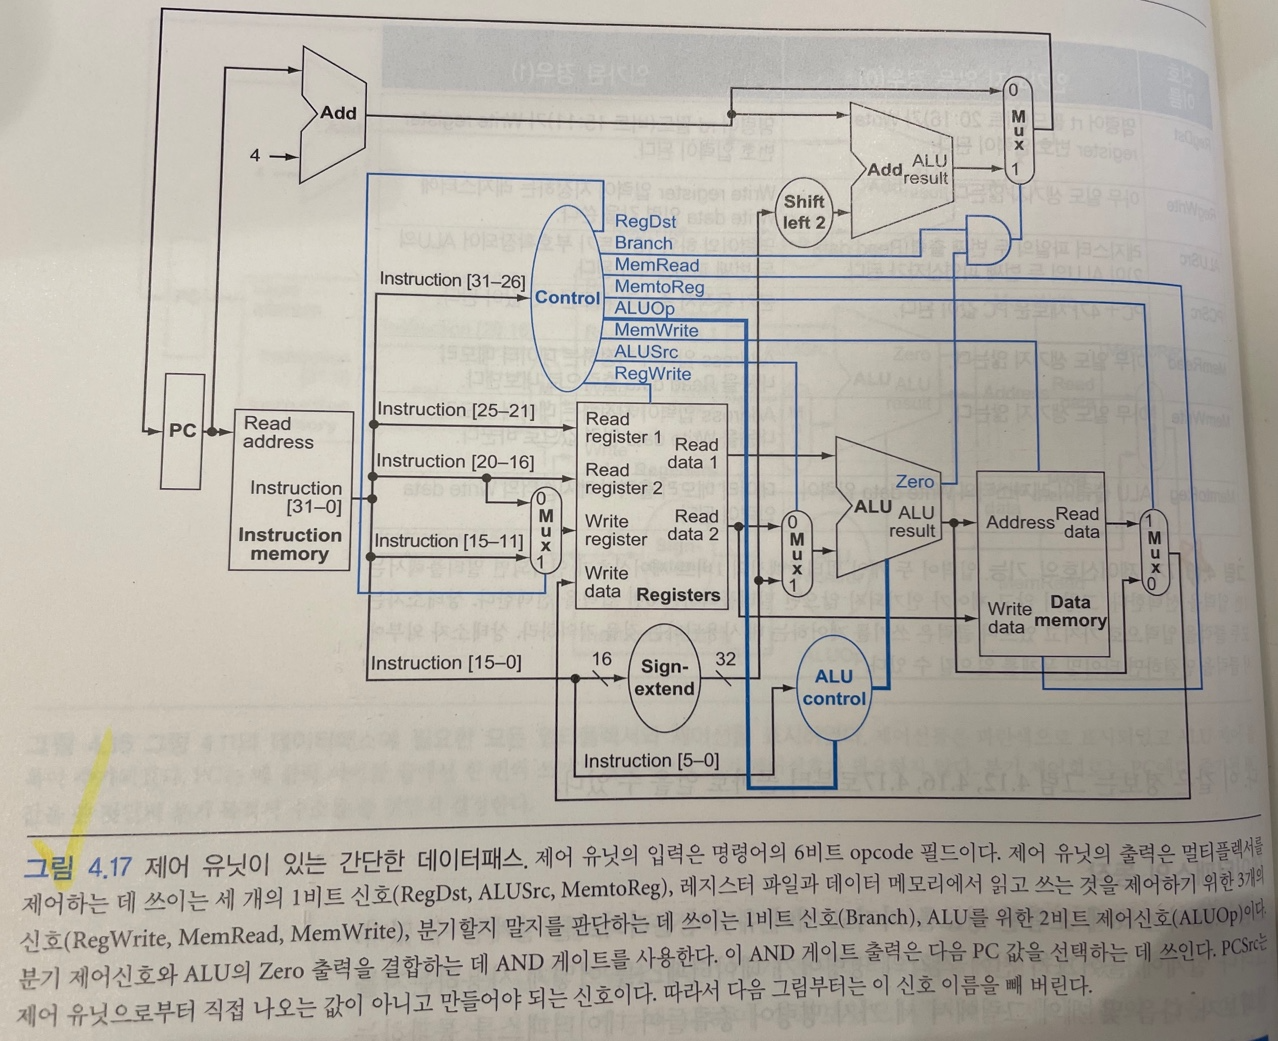 Add
4
0
M
u
x
1
Add
ALU
result
Shift
left 2
RegDst
Branch
MemRead
MemtoReg
ALUOp
MemWrite
ALUSrc
RegWrite
Instruction [31–26]
Control
PC
Read
address
Instruction
[31–0]
Instruction
memory
Instruction [25–21]
Instruction [20–16]
Instruction [15–11]
0
M
u
x
1
Read
register 1
Read
register 2
Write
register
Write
data
Read
data 1
Read
data 2
Registers
0
M
u
x
1
Zero
ALU
ALU
result
Address
Read
data
Write
data
Data
memory
1
M
u
x
0
Instruction [15–0]
16
Sign-
extend
32
ALU
control
Instruction [5–0]
그림 4.17 제어 유닛이 있는 간단한 데이터패스. 제어 유닛의 입력은 명령어의 6비트 opcode 필드이다. 제어 유닛의 출력은 멀티플렉서를
제어하는 데 쓰이는 세 개의 1비트 신호(RegDst, ALUSrc, MemtoReg), 레지스터 파일과 데이터 메모리에서 읽고 쓰는 것을 제어하기 위한 3개의
신호(RegWrite, MemRead, MemWrite), 분기할지 말지를 판단하는 데 쓰이는 1비트 신호(Branch), ALU를 위한 2비트 제어신호(ALUOp)이다.
분기 제어신호와 ALU의 Zero 출력을 결합하는 데 AND 게이트를 사용한다. 이 AND 게이트 출력은 다음 PC 값을 선택하는 데 쓰인다. PCSrc는
제어 유닛으로부터 직접 나오는 값이 아니고 만들어야 되는 신호이다. 따라서 다음 그림부터는 이 신호 이름을 빼 버린다.